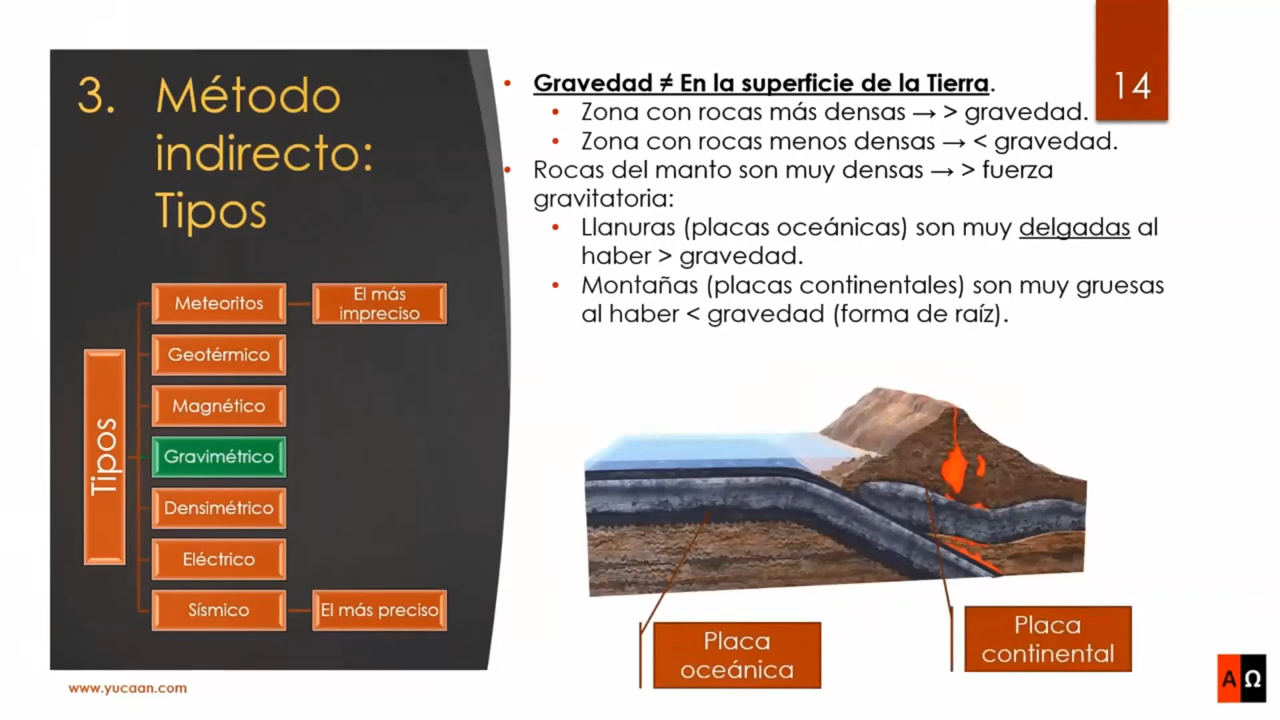 3. Método
indirecto:
Tipos
Tipos
Meteoritos
El más
impreciso
Geotérmico
Magnético
Gravimétrico
Densimétrico
Eléctrico
Sísmico
El más preciso
www.yucaan.com
• Gravedad ≠ En la superficie de la Tierra.
• Zona con rocas más densas → > gravedad.
• Zona con rocas menos densas → < gravedad.
• Rocas del manto son muy densas → > fuerza
gravitatoria:
• Llanuras (placas oceánicas) son muy delgadas al
haber > gravedad.
• Montañas (placas continentales) son muy gruesas
al haber < gravedad (forma de raíz).
14
Placa
oceánica
Placa
continental
ΑΩ